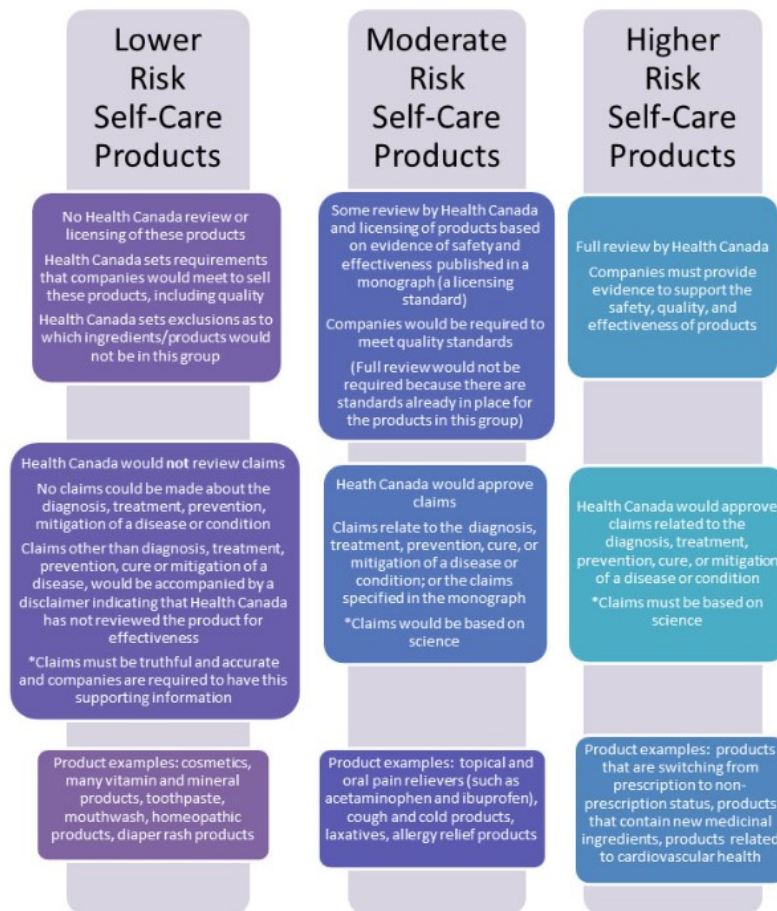 Lower
Risk
Self-Care
Products
No Health Canada review or
licensing of these products
Health Canada sets requirements
that companies would meet to sell
these products, including quality
Health Canada sets exclusions as to
which ingredients/products would
not be in this group
Health Canada would not review claims
No claims could be made about the
diagnosis, treatment, prevention,
mitigation of a disease or condition
Claims other than diagnosis, treatment,
prevention, cure or mitigation of a
disease, would be accompanied by a
disclaimer indicating that Health Canada
has not reviewed the product for
effectiveness
*Claims must be truthful and accurate
and companies are required to have this
supporting information
Product examples: cosmetics,
many vitamin and mineral
products, toothpaste,
mouthwash, homeopathic
products, diaper rash products
Moderate
Risk
Self-Care
Products
Some review by Health Canada
and licensing of products based
on evidence of safety and
effectiveness published in a
monograph (a licensing
standard)
Companies would be required to
meet quality standards
(Full review would not be
required because there are
standards already in place for
the products in this group)
Heath Canada would approve
claims
Claims relate to the diagnosis,
treatment, prevention, cure, or
mitigation of a disease or
condition; or the claims
specified in the monograph
*Claims would be based on
science
Product examples: topical and
oral pain relievers (such as
acetaminophen and ibuprofen),
cough and cold products,
laxatives, allergy relief products
Higher
Risk
Self-Care
Products
Full review by Health Canada
Companies must provide
evidence to support the
safety, quality, and
effectiveness of products
Health Canada would approve
claims related to the
diagnosis, treatment,
prevention, cure, or mitigation
of a disease or condition
*Claims must be based on
science
Product examples: products
that are switching from
prescription to non-
prescription status, products
that contain new medicinal
ingredients, products related
to cardiovascular health